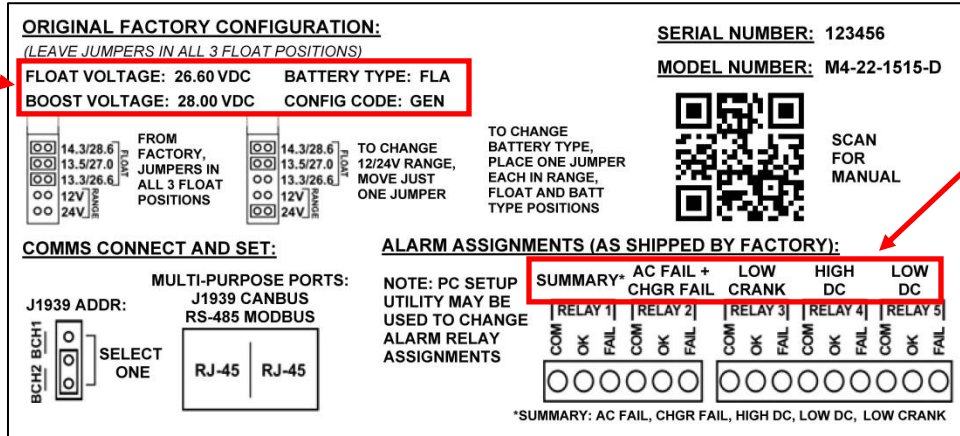 ORIGINAL FACTORY CONFIGURATION:
(LEAVE JUMPERS IN ALL 3 FLOAT POSITIONS)
FLOAT VOLTAGE: 26.60 VDC BATTERY TYPE: FLA
BOOST VOLTAGE: 28.00 VDC CONFIG CODE: GEN
SERIAL NUMBER: 123456
MODEL NUMBER: M4-22-1515-D
14.3/28.6
13.5/27.0
13.3/26.6
FLOAT
12V
24V
RANGE
FROM
FACTORY,
JUMPERS IN
ALL 3 FLOAT
POSITIONS
14.3/28.6
13.5/27.0
13.3/26.6
FLOAT
12V
24V
RANGE
TO CHANGE
12/24V RANGE,
MOVE JUST
ONE JUMPER
TO CHANGE
BATTERY TYPE,
PLACE ONE JUMPER
EACH IN RANGE,
FLOAT AND BATT
TYPE POSITIONS
SCAN
FOR
MANUAL
COMMS CONNECT AND SET:
J1939 ADDR:
BCH1
BCH2
SELECT
ONE
MULTI-PURPOSE PORTS:
J1939 CANBUS
RS-485 MODBUS
RJ-45 RJ-45
ALARM ASSIGNMENTS (AS SHIPPED BY FACTORY):
NOTE: PC SETUP
UTILITY MAY BE
USED TO CHANGE
ALARM RELAY
ASSIGNMENTS
SUMMARY*
AC FAIL +
CHGR FAIL
LOW
CRANK
HIGH
DC
LOW
DC
RELAY 1 RELAY 2 RELAY 3 RELAY 4 RELAY 5
COM OK FAIL COM OK FAIL COM OK FAIL COM OK FAIL COM OK FAIL
*SUMMARY: AC FAIL, CHGR FAIL, HIGH DC, LOW DC, LOW CRANK